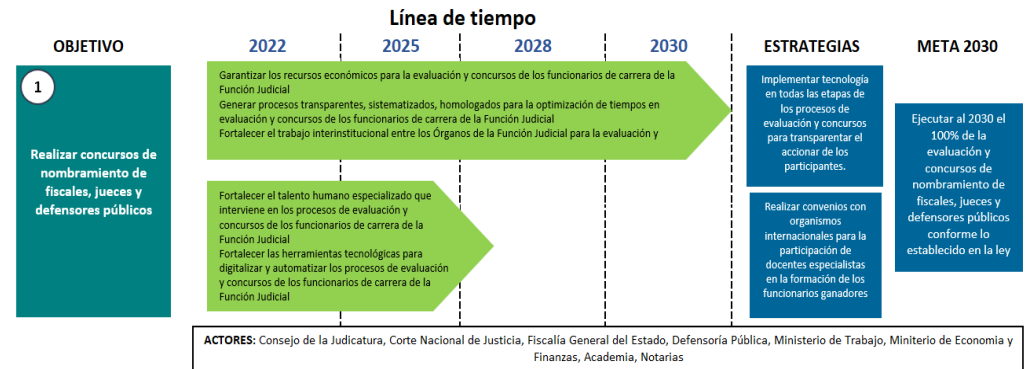 Línea de tiempo
OBJETIVO
2022
2025
2028
2030
ESTRATEGIAS
META 2030
1
Realizar concursos de
nombramiento de
fiscales, jueces y
defensores públicos
Garantizar los recursos económicos para la evaluación y concursos de los funcionarios de carrera de la
Función Judicial
Generar procesos transparentes, sistematizados, homologados para la optimización de tiempos en
evaluación y concursos de los funcionarios de carrera de la Función Judicial
Fortalecer el trabajo interinstitucional entre los Órganos de la Función Judicial para la evaluación y
Fortalecer el talento humano especializado que
interviene en los procesos de evaluación y
concursos de los funcionarios de carrera de la
Función Judicial
Fortalecer las herramientas tecnológicas para
digitalizar y automatizar los procesos de evaluación
y concursos de los funcionarios de carrera de la
Función Judicial
Implementar tecnología
en todas las etapas de
los procesos de
evaluación y concursos
para transparentar el
accionar de los
participantes.
Realizar convenios con
organismos
internacionales para la
participación de
docentes especialistas
en la formación de los
funcionarios ganadores
Ejecutar al 2030 el
100% de la
evaluación y
concursos de
nombramiento de
fiscales, jueces y
defensores públicos
conforme lo
establecido en la ley
ACTORES: Consejo de la Judicatura, Corte Nacional de Justicia, Fiscalía General del Estado, Defensoría Pública, Ministerio de Trabajo, Miniterio de Economia y
Finanzas, Academia, Notarias